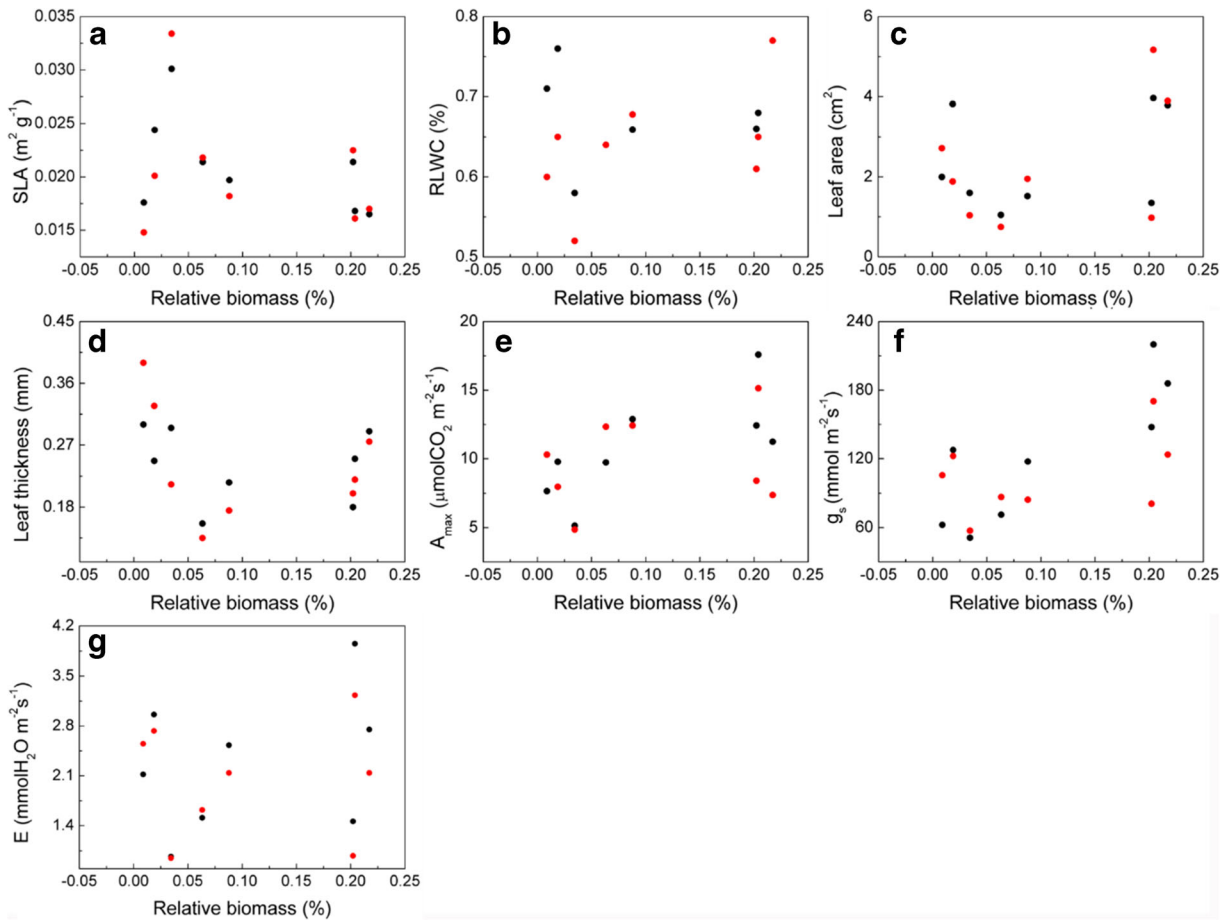 a
0.035
0.030
0.025
0.020
0.015
SLA (m² g⁻¹)
-0.05 0.00 0.05 0.10 0.15 0.20 0.25
Relative biomass (%)
b
0.8
0.7
0.6
0.5
RLWC (%)
-0.05 0.00 0.05 0.10 0.15 0.20 0.25
Relative biomass (%)
c
6
4
2
0
Leaf area (cm²)
-0.05 0.00 0.05 0.10 0.15 0.20 0.25
Relative biomass (%)
d
0.45
0.36
0.27
0.18
Leaf thickness (mm)
-0.05 0.00 0.05 0.10 0.15 0.20 0.25
Relative biomass (%)
e
20
15
10
5
Amax (μmolCO₂ m⁻²s⁻¹)
-0.05 0.00 0.05 0.10 0.15 0.20 0.25
Relative biomass (%)
f
240
180
120
60
gs (mmol m⁻²s⁻¹)
-0.05 0.00 0.05 0.10 0.15 0.20 0.25
Relative biomass (%)
g
4.2
3.5
2.8
2.1
1.4
E (mmolH₂O m⁻²s⁻¹)
-0.05 0.00 0.05 0.10 0.15 0.20 0.25
Relative biomass (%)